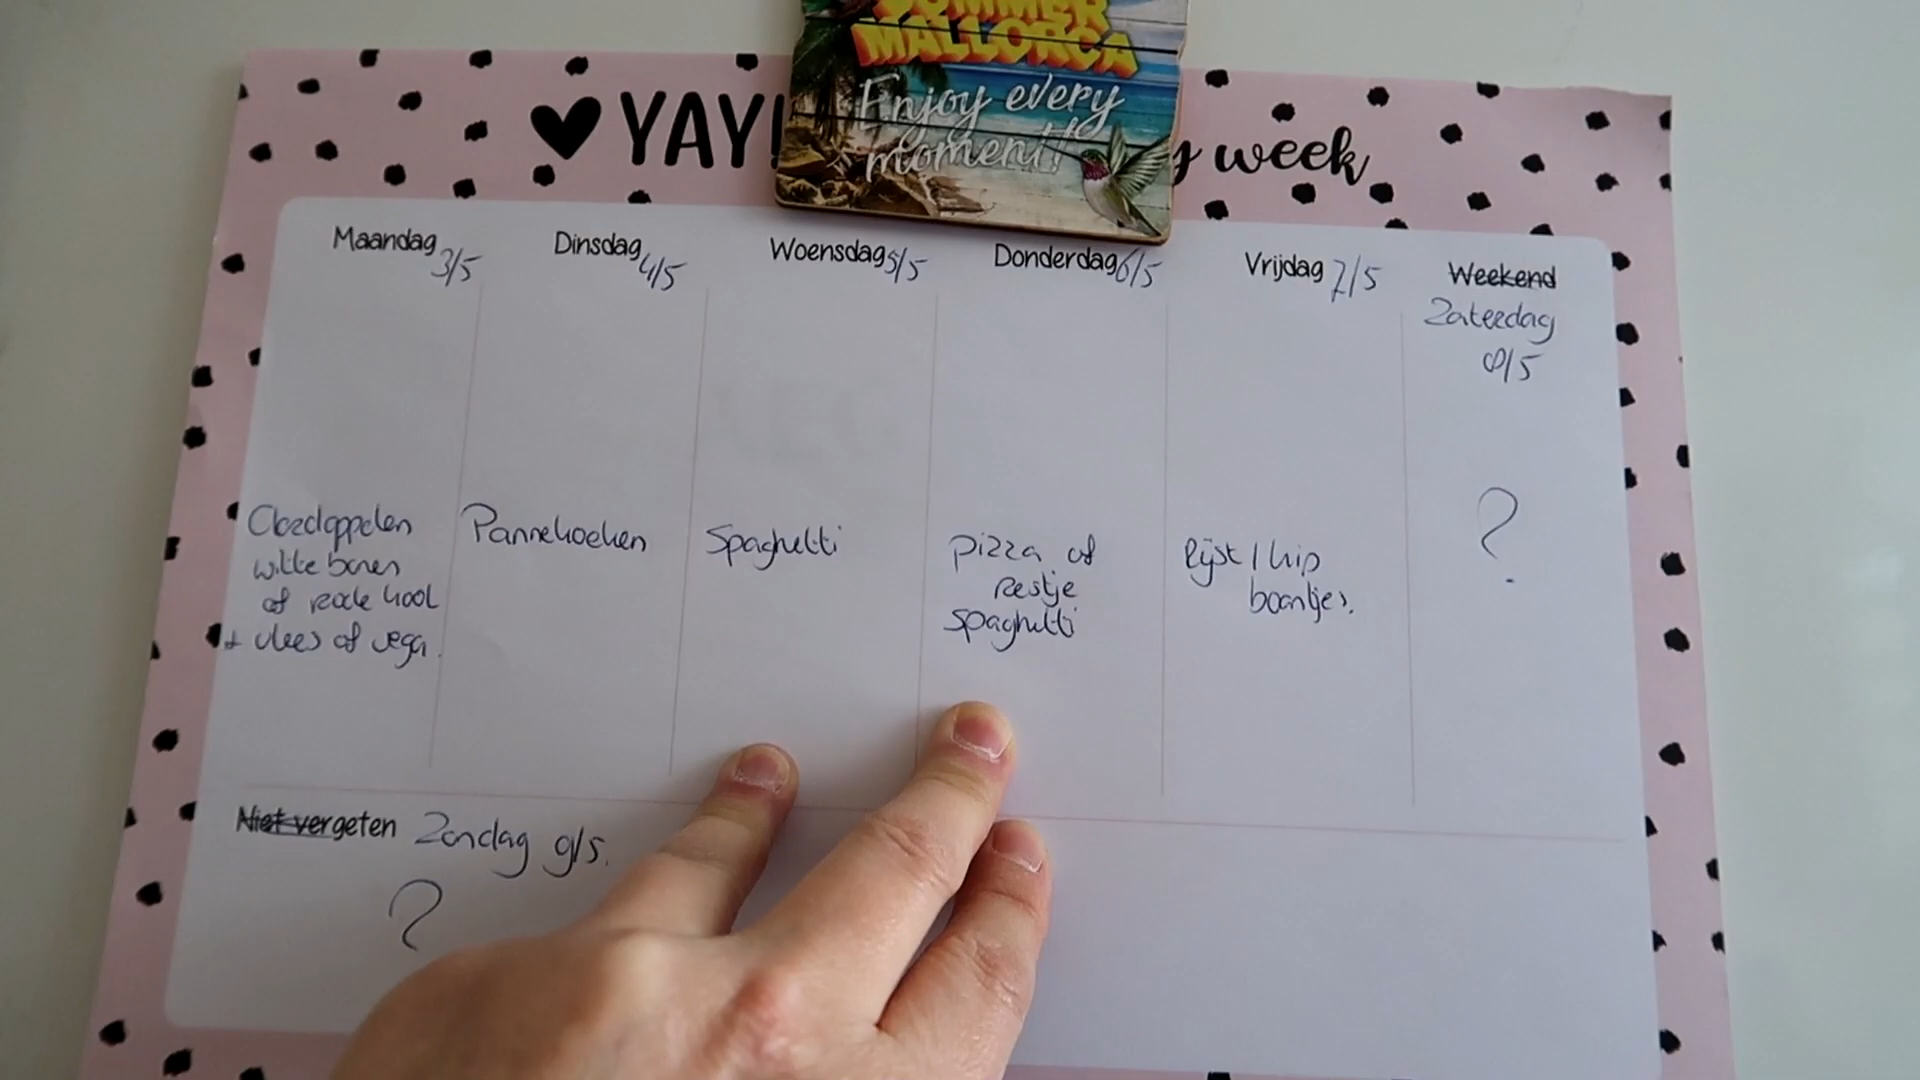 SUMMER
MALLORCA
Enjoy every
moment!
YAY! week
Maandag 3/5
Dinsdag 4/5
Woensdag 5/5
Donderdag 6/5
Vrijdag 7/5
Weekend
Zaterdag
8/5
Aardappelen
witte bonen
of rode kool
+ vlees of vega.
Pannekoeken
Spaghetti
pizza of
restje
spaghetti
Rijst / kip
boontjes.
?
Niet vergeten Zondag 9/5.
?